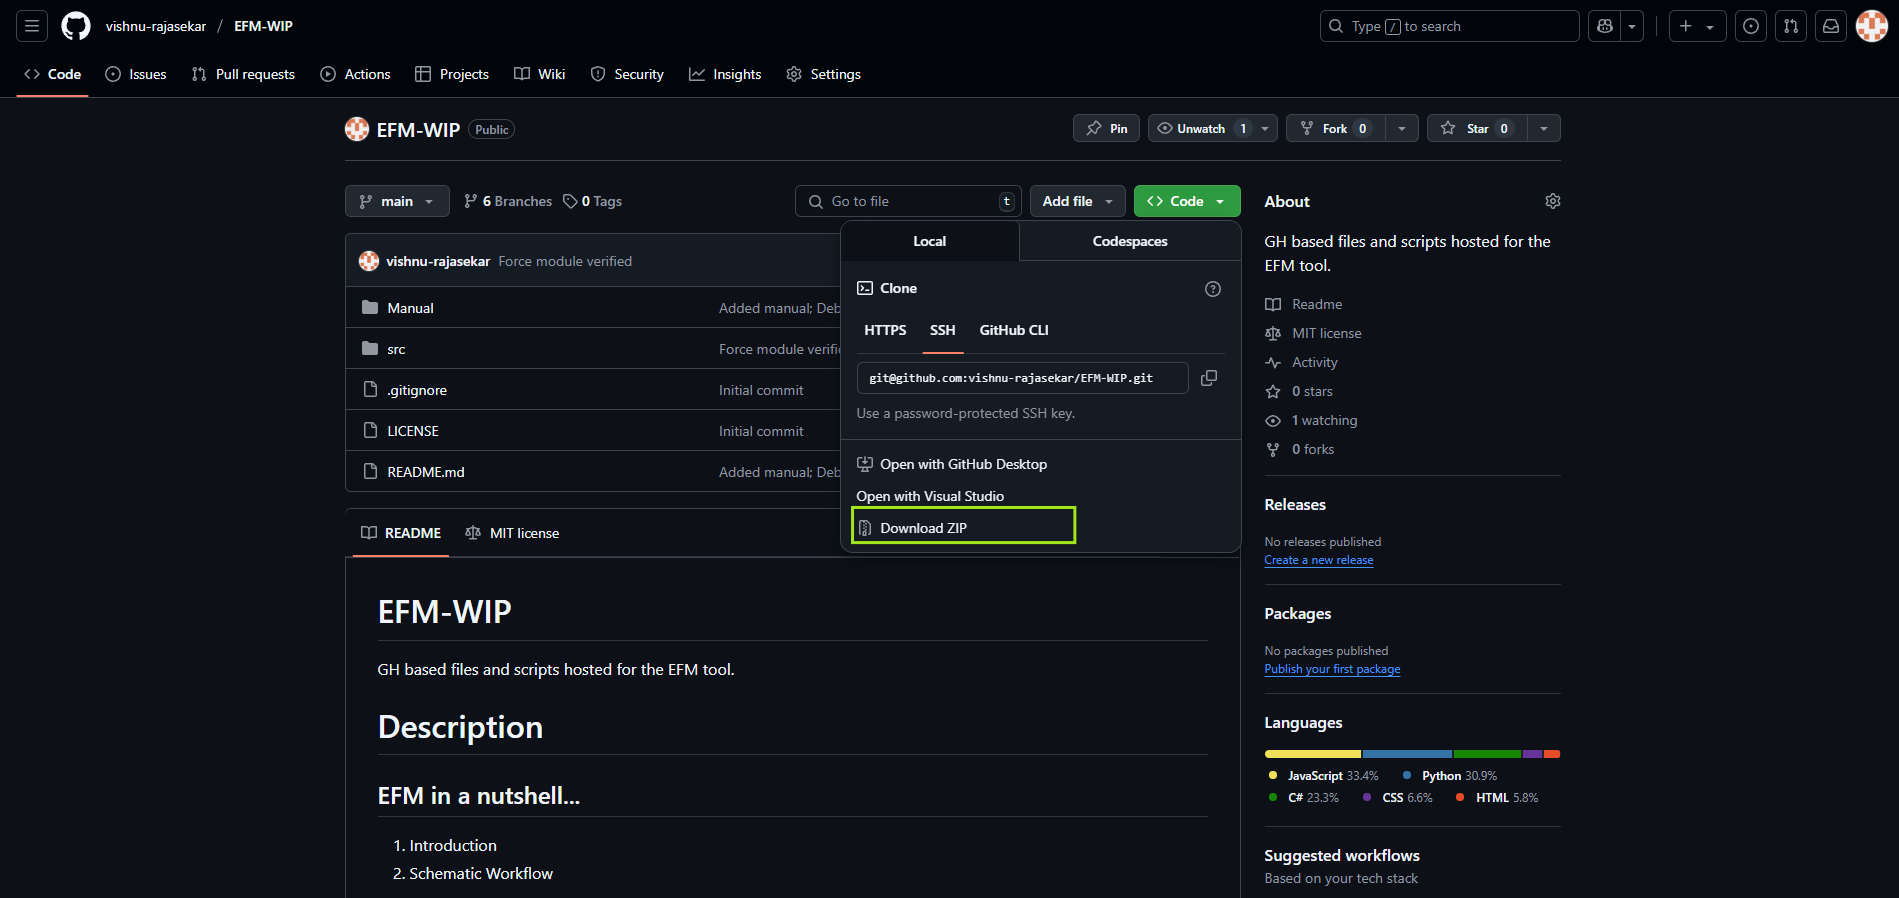 vishnu-rajasekar / EFM-WIP
Type / to search
Code Issues Pull requests Actions Projects Wiki Security Insights Settings
EFM-WIP Public
Pin Unwatch 1 Fork 0 Star 0
main 6 Branches 0 Tags
Go to file t Add file Code
vishnu-rajasekar Force module verified
Manual Added manual; Deb
src Force module verifi
.gitignore Initial commit
LICENSE Initial commit
README.md Added manual; Deb
Local Codespaces
Clone
HTTPS SSH GitHub CLI
git@github.com:vishnu-rajasekar/EFM-WIP.git
Use a password-protected SSH key.
Open with GitHub Desktop
Open with Visual Studio
Download ZIP
README MIT license
EFM-WIP
GH based files and scripts hosted for the EFM tool.
Description
EFM in a nutshell...
1. Introduction
2. Schematic Workflow
About
GH based files and scripts hosted for the
EFM tool.
Readme
MIT license
Activity
0 stars
1 watching
0 forks
Releases
No releases published
Create a new release
Packages
No packages published
Publish your first package
Languages
JavaScript 33.4% Python 30.9%
C# 23.3% CSS 6.6% HTML 5.8%
Suggested workflows
Based on your tech stack